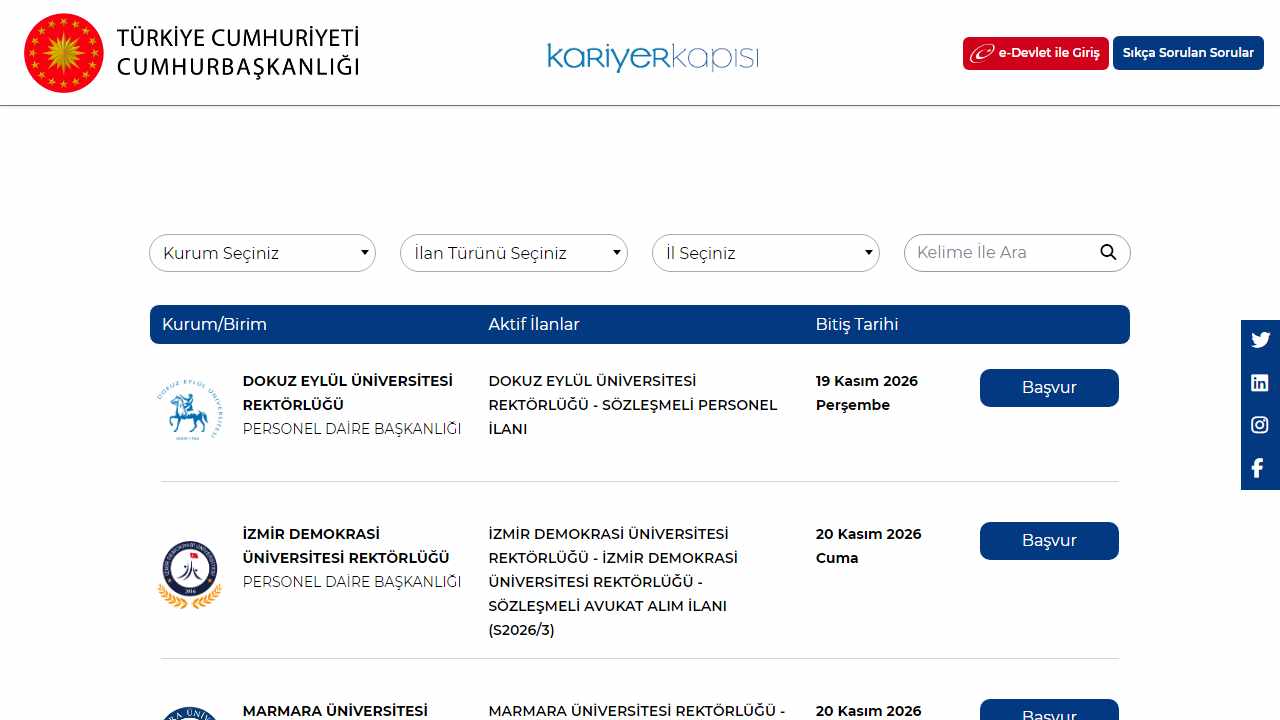 TÜRKİYE CUMHURİYETİ
CUMHURBAŞKANLIĞI
kariyerkapısı
e-Devlet ile Giriş
Sıkça Sorulan Sorular
Kurum Seçiniz
İlan Türünü Seçiniz
İl Seçiniz
Kelime İle Ara
Kurum/Birim
Aktif İlanlar
Bitiş Tarihi
DOKUZ EYLÜL ÜNİVERSİTESİ
REKTÖRLÜĞÜ
PERSONEL DAİRE BAŞKANLIĞI
DOKUZ EYLÜL ÜNİVERSİTESİ
REKTÖRLÜĞÜ - SÖZLEŞMELİ PERSONEL
İLANI
19 Kasım 2026
Perşembe
Başvur
İZMİR DEMOKRASİ
ÜNİVERSİTESİ REKTÖRLÜĞÜ
PERSONEL DAİRE BAŞKANLIĞI
İZMİR DEMOKRASİ ÜNİVERSİTESİ
REKTÖRLÜĞÜ - İZMİR DEMOKRASİ
ÜNİVERSİTESİ REKTÖRLÜĞÜ -
SÖZLEŞMELİ AVUKAT ALIM İLANI
(S2026/3)
20 Kasım 2026
Cuma
Başvur
MARMARA ÜNİVERSİTESİ
MARMARA ÜNİVERSİTESİ REKTÖRLÜĞÜ -
20 Kasım 2026
Başvur